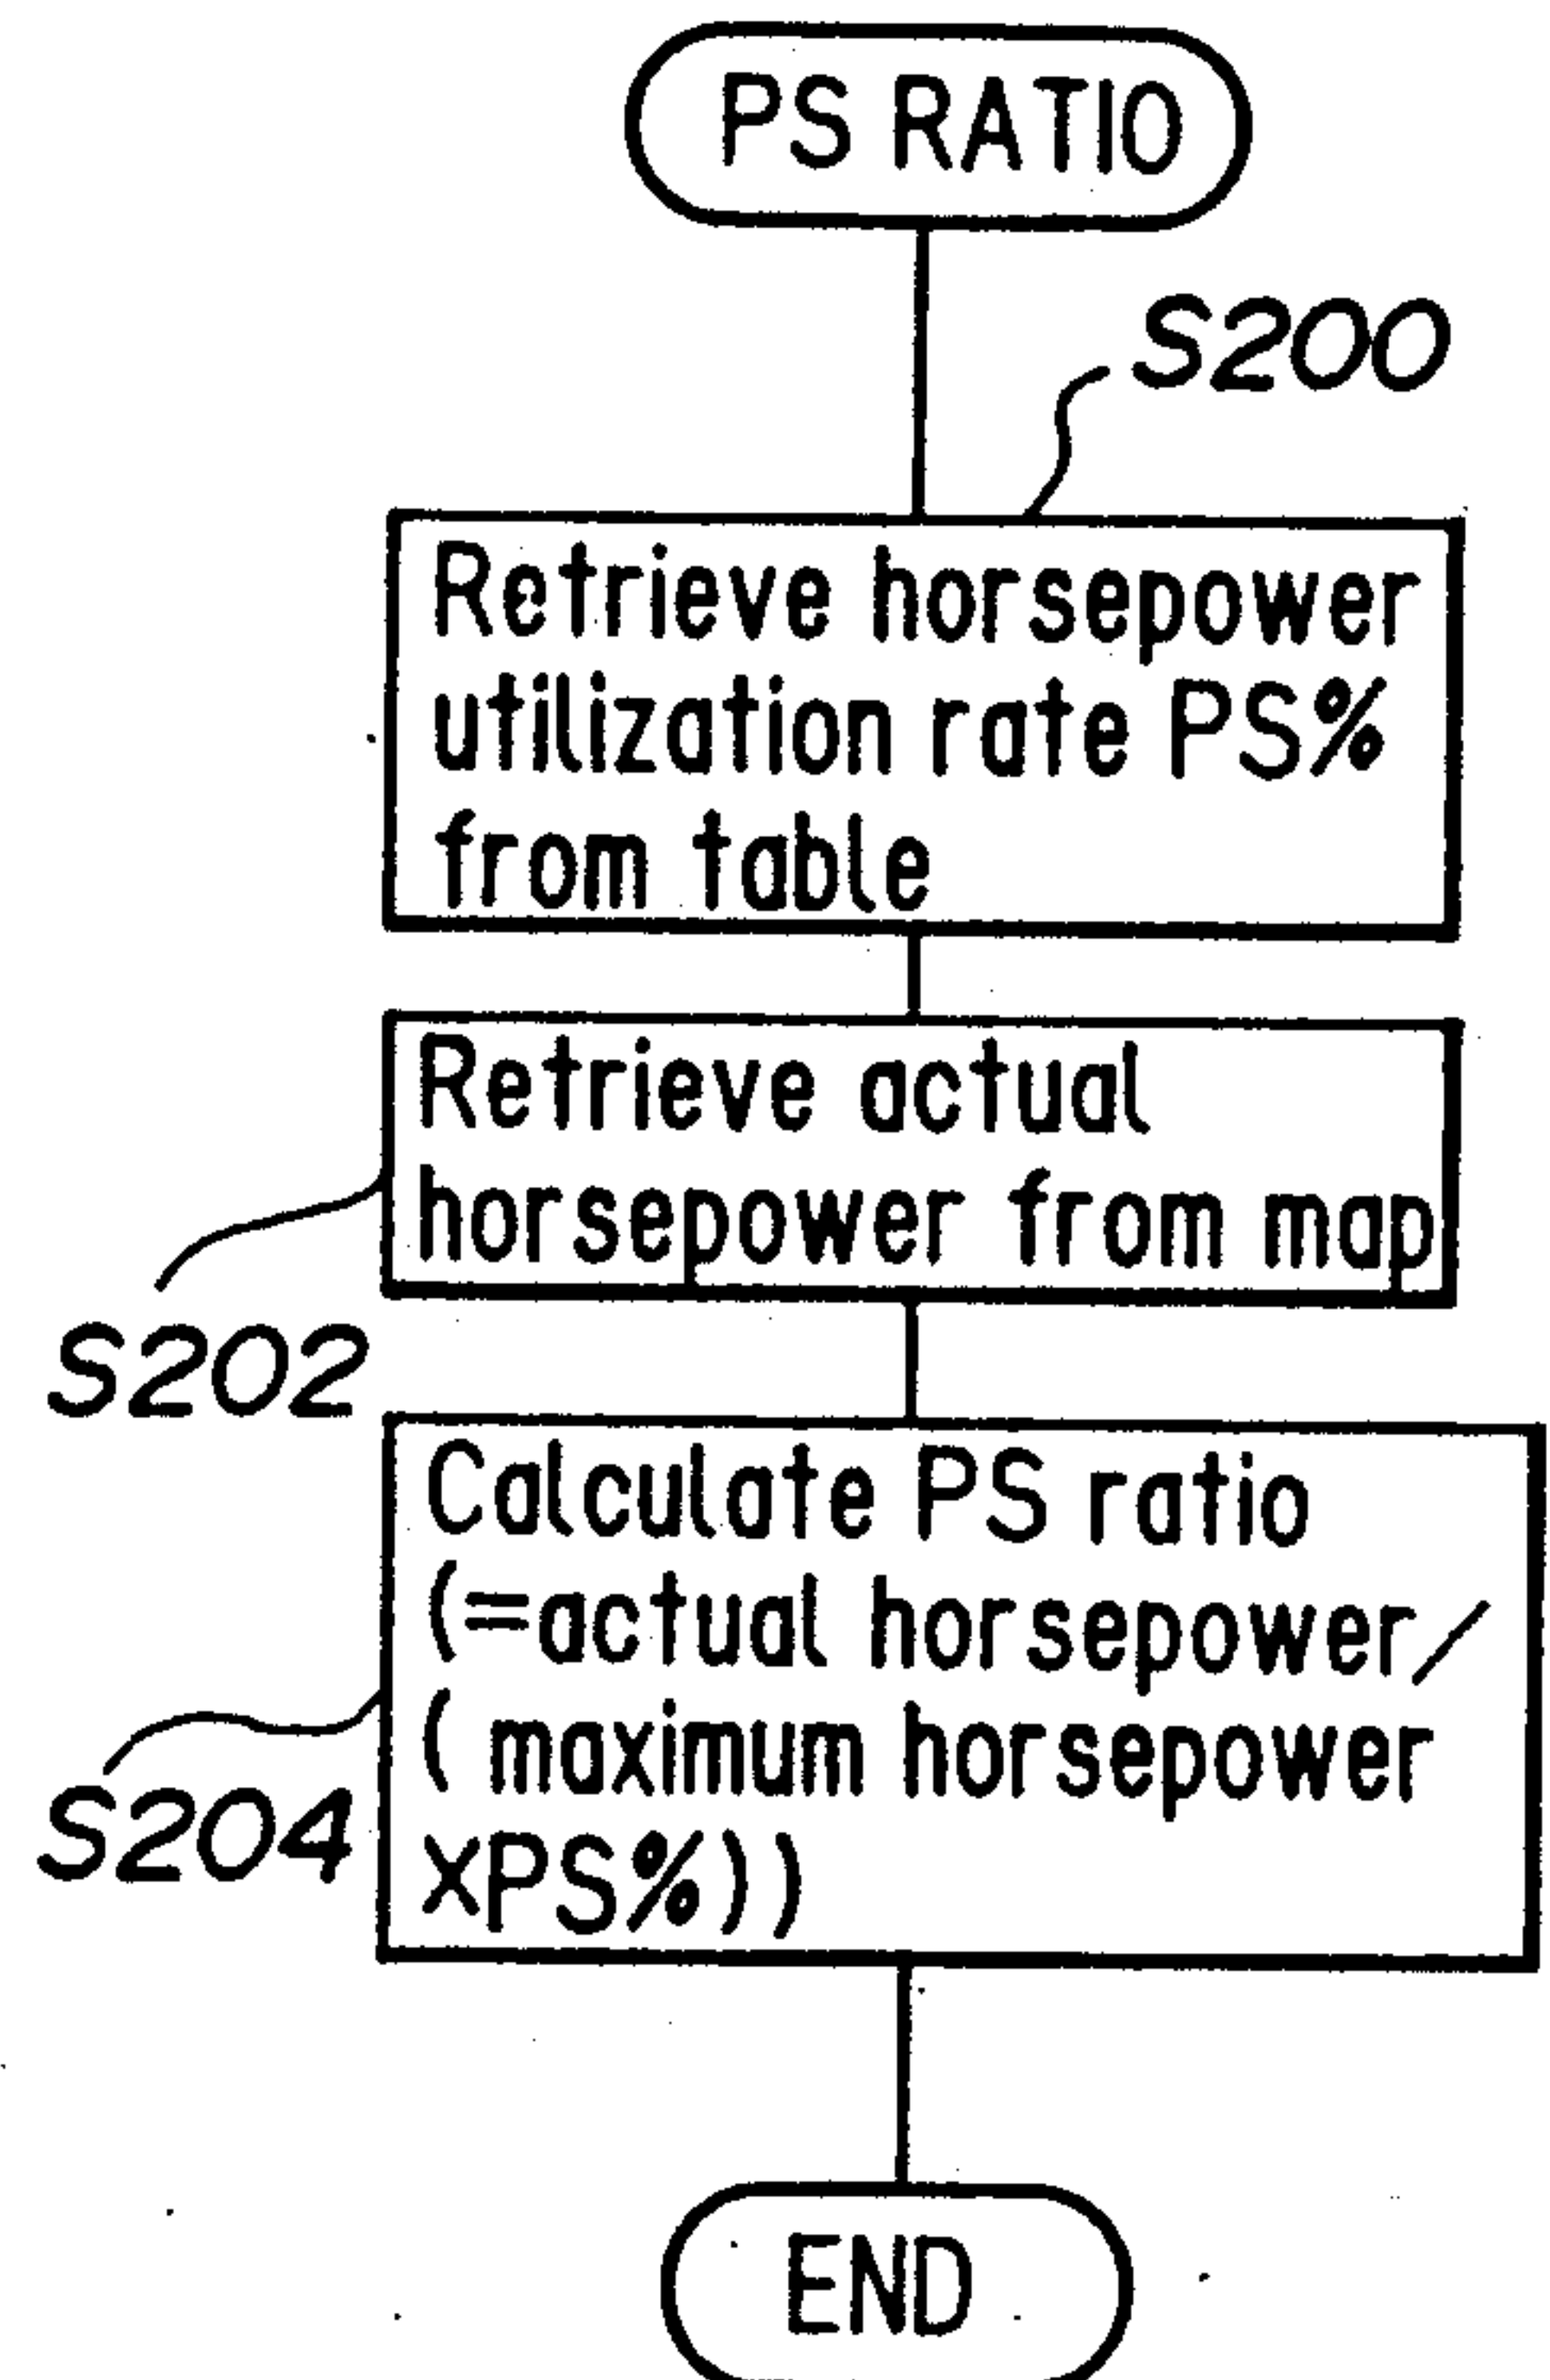 PS RATIO
S200
Retrieve horsepower
utilization rate PS%
from table
Retrieve actual
horsepower from map
S202
Calculate PS ratio
(=actual horsepower/
( maximum horsepower
xPS%))
S204
END